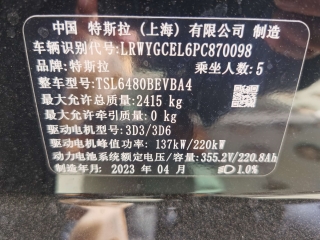 中国 特斯拉（上海）有限公司 制造
车辆识别代号:LRWYGCEL6PC870098
品牌:特斯拉 乘坐人数:5
整车型号:TSL6480BEVBA4
最大允许总质量:2415 kg
最大允许牵引质量:0 kg
驱动电机型号:3D3/3D6
驱动电机峰值功率:137kW/220kW
动力电池系统额定电压/容量:355.2V/220.8Ah
制造年月:2023 年 04 月 1.0%